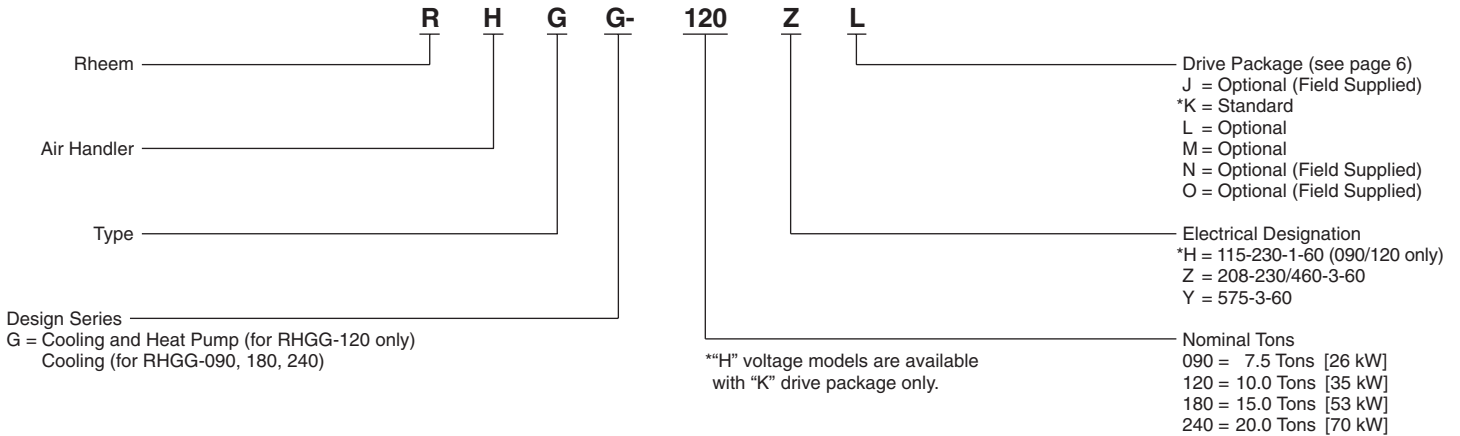 R H G G- 120 Z L
Rheem
Air Handler
Type
Design Series
G = Cooling and Heat Pump (for RHGG-120 only)
Cooling (for RHGG-090, 180, 240)
Drive Package (see page 6)
J = Optional (Field Supplied)
*K = Standard
L = Optional
M = Optional
N = Optional (Field Supplied)
O = Optional (Field Supplied)
Electrical Designation
*H = 115-230-1-60 (090/120 only)
Z = 208-230/460-3-60
Y = 575-3-60
Nominal Tons
090 = 7.5 Tons [26 kW]
120 = 10.0 Tons [35 kW]
180 = 15.0 Tons [53 kW]
240 = 20.0 Tons [70 kW]
*“H” voltage models are available
with “K” drive package only.